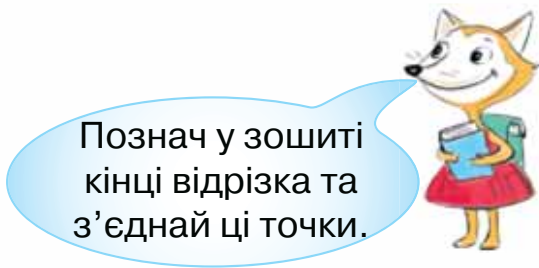 Познач у зошиті
кінці відрізка та
з’єднай ці точки.